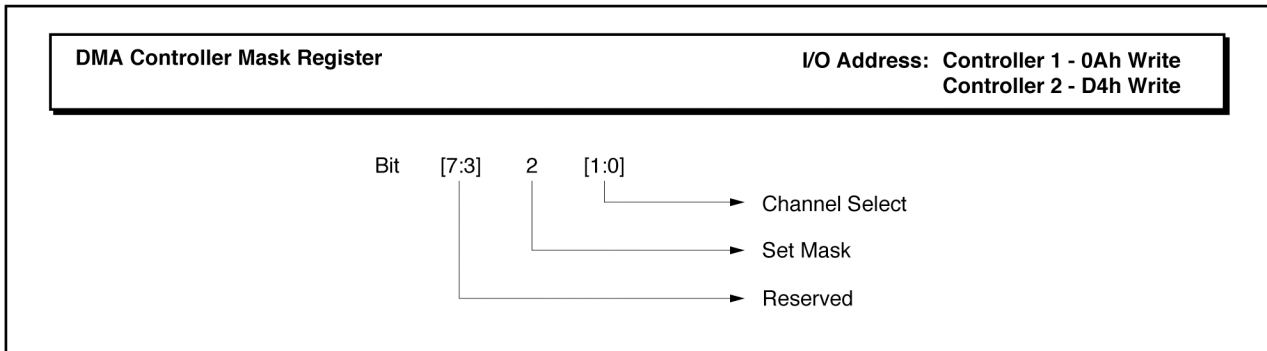 DMA Controller Mask Register
I/O Address: Controller 1 - 0Ah Write
Controller 2 - D4h Write
Bit [7:3] 2 [1:0]
Channel Select
Set Mask
Reserved